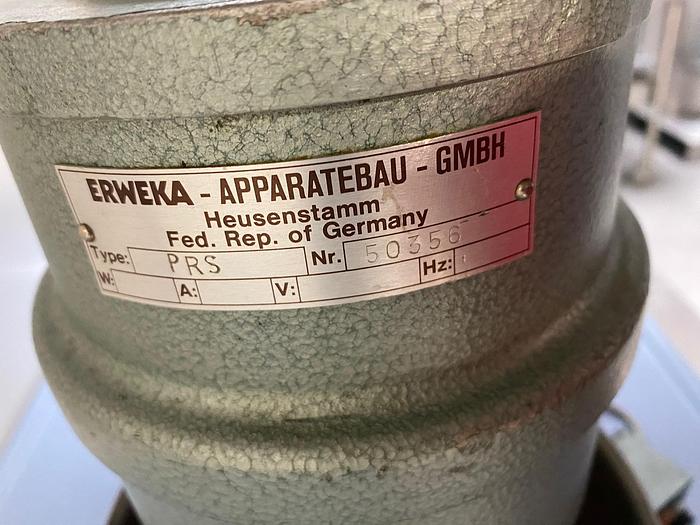 ERWEKA - APPARATEBAU - GMBH
Heusenstamm
Fed. Rep. of Germany
Type: PRS Nr. 50356
W: A: V: Hz: